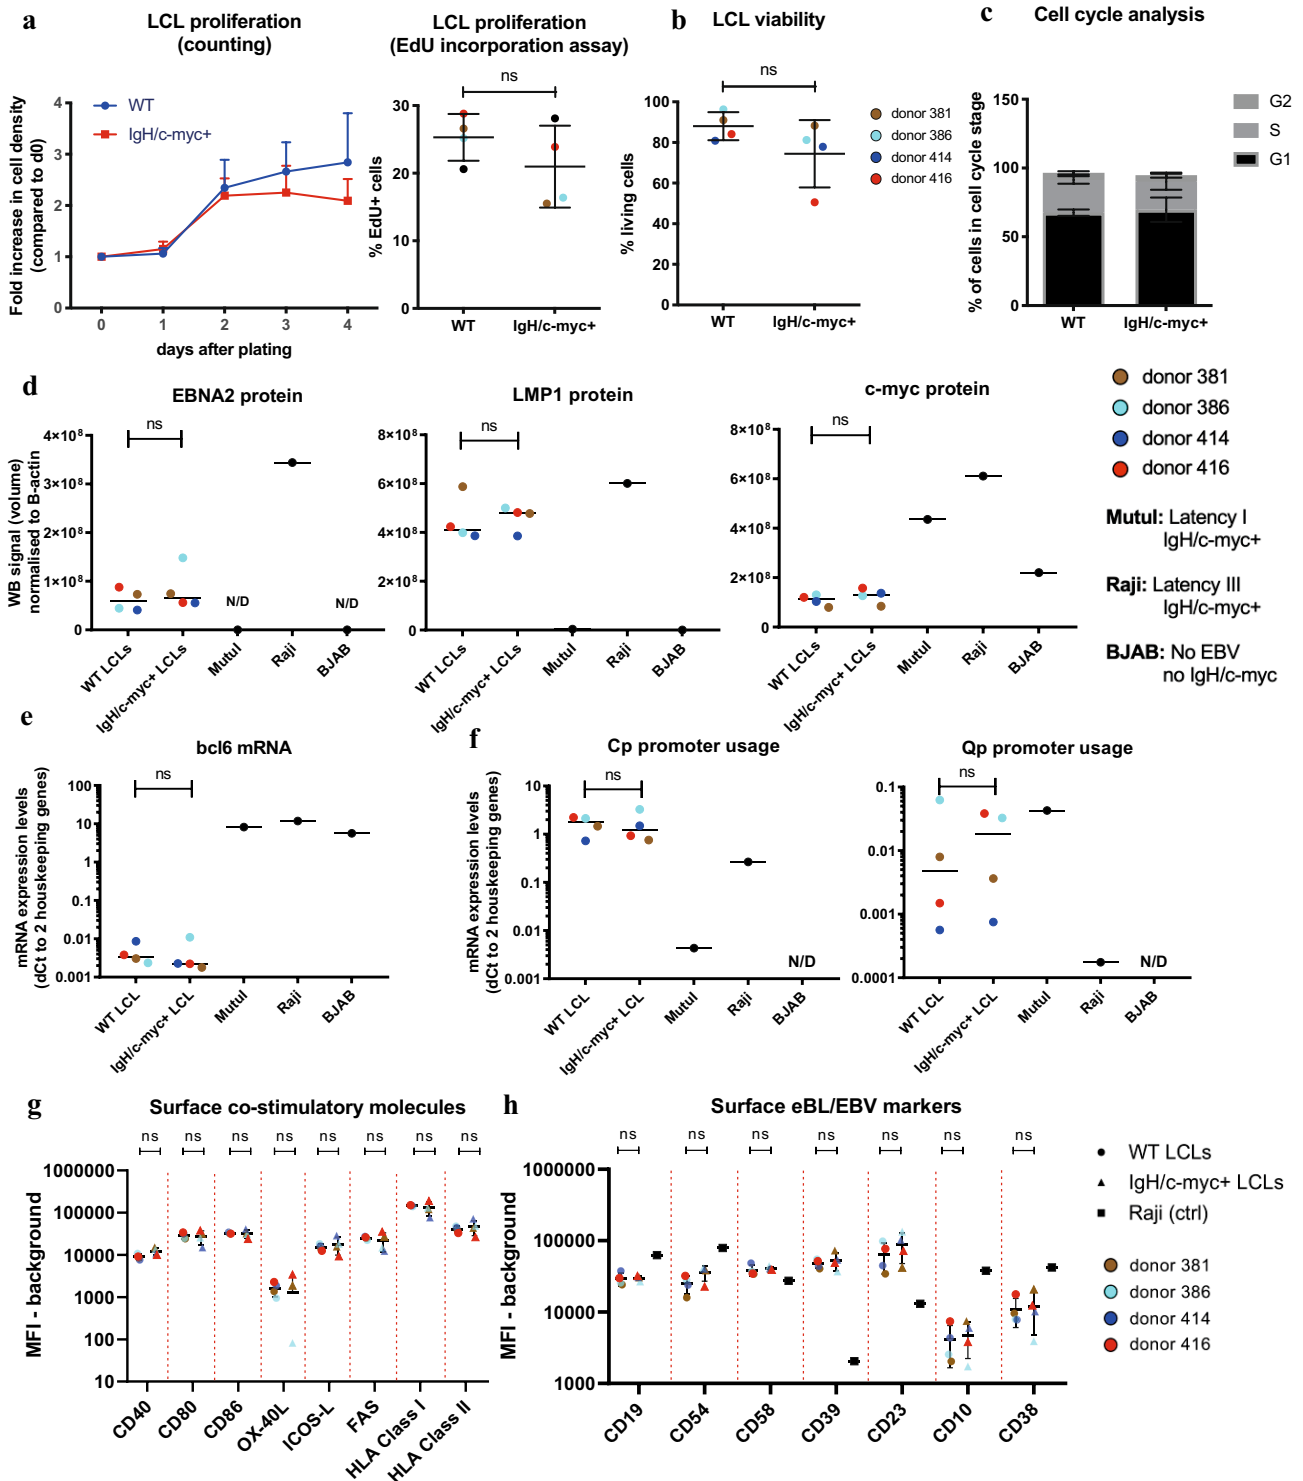 a
LCL proliferation
(counting)
Fold increase in cell density
(compared to d0)
4
3
2
1
0
WT
IgH/c-myc+
0 1 2 3 4
days after plating
LCL proliferation
(EdU incorporation assay)
ns
% EdU+ cells
30
20
10
0
WT IgH/c-myc+
b
LCL viability
ns
% living cells
100
80
60
40
20
0
WT IgH/c-myc+
donor 381
donor 386
donor 414
donor 416
c
Cell cycle analysis
% of cells in cell cycle stage
150
100
50
0
WT IgH/c-myc+
G2
S
G1
d
EBNA2 protein
WB signal (volume)
normalised to B-actin
ns
4×10⁸
3×10⁸
2×10⁸
1×10⁸
0
N/D
N/D
WT LCLs
IgH/c-myc+ LCLs
Mutul
Raji
BJAB
LMP1 protein
ns
8×10⁸
6×10⁸
4×10⁸
2×10⁸
0
WT LCLs
IgH/c-myc+ LCLs
Mutul
Raji
BJAB
c-myc protein
ns
8×10⁸
6×10⁸
4×10⁸
2×10⁸
0
WT LCLs
IgH/c-myc+ LCLs
Mutul
Raji
BJAB
donor 381
donor 386
donor 414
donor 416
Mutul: Latency I
IgH/c-myc+
Raji: Latency III
IgH/c-myc+
BJAB: No EBV
no IgH/c-myc
e
bcl6 mRNA
mRNA expression levels
(dCt to 2 houskeeping genes)
ns
100
10
1
0.1
0.01
0.001
WT LCL
IgH/c-myc+ LCL
Mutul
Raji
BJAB
f
Cp promoter usage
mRNA expression levels
(dCt to 2 houskeeping genes)
ns
10
1
0.1
0.01
0.001
N/D
WT LCL
IgH/c-myc+ LCL
Mutul
Raji
BJAB
Qp promoter usage
ns
0.1
0.01
0.001
0.0001
N/D
WT LCL
IgH/c-myc+ LCL
Mutul
Raji
BJAB
g
Surface co-stimulatory molecules
ns ns ns ns ns ns ns ns
MFI - background
1000000
100000
10000
1000
100
10
CD40
CD80
CD86
OX-40L
ICOS-L
FAS
HLA Class I
HLA Class II
h
Surface eBL/EBV markers
ns ns ns ns ns ns ns
MFI - background
1000000
100000
10000
1000
CD19
CD54
CD58
CD39
CD23
CD10
CD38
WT LCLs
IgH/c-myc+ LCLs
Raji (ctrl)
donor 381
donor 386
donor 414
donor 416